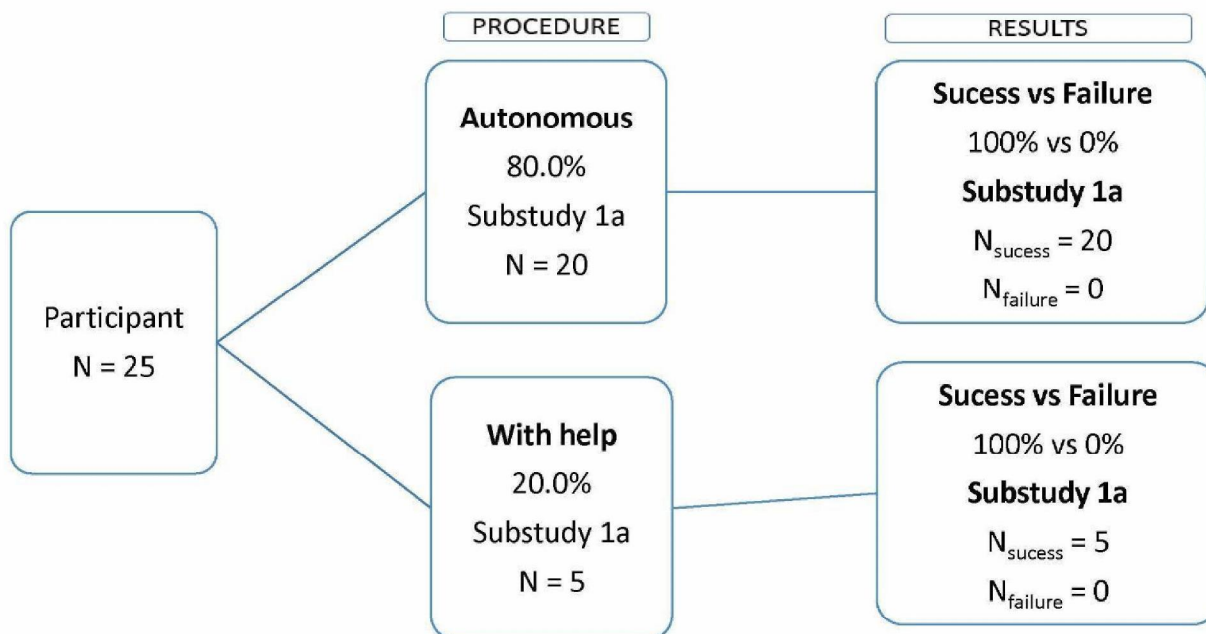 PROCEDURE
RESULTS
Participant
N = 25
Autonomous
80.0%
Substudy 1a
N = 20
Sucess vs Failure
100% vs 0%
Substudy 1a
Nsucess = 20
Nfailure = 0
With help
20.0%
Substudy 1a
N = 5
Sucess vs Failure
100% vs 0%
Substudy 1a
Nsucess = 5
Nfailure = 0